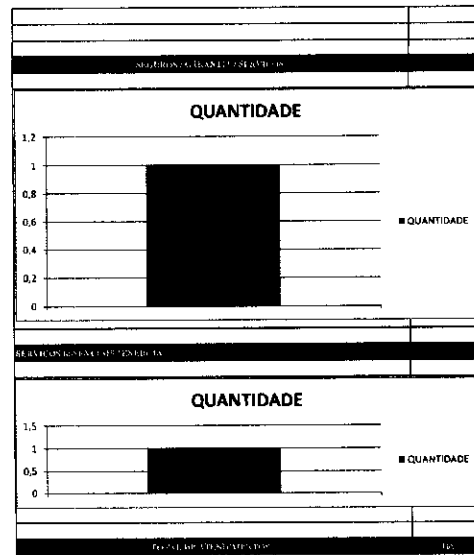 QUANTIDADE
1,2
1
0,8
0,6
0,4
0,2
0
■ QUANTIDADE
QUANTIDADE
1,5
1
0,5
0
■ QUANTIDADE